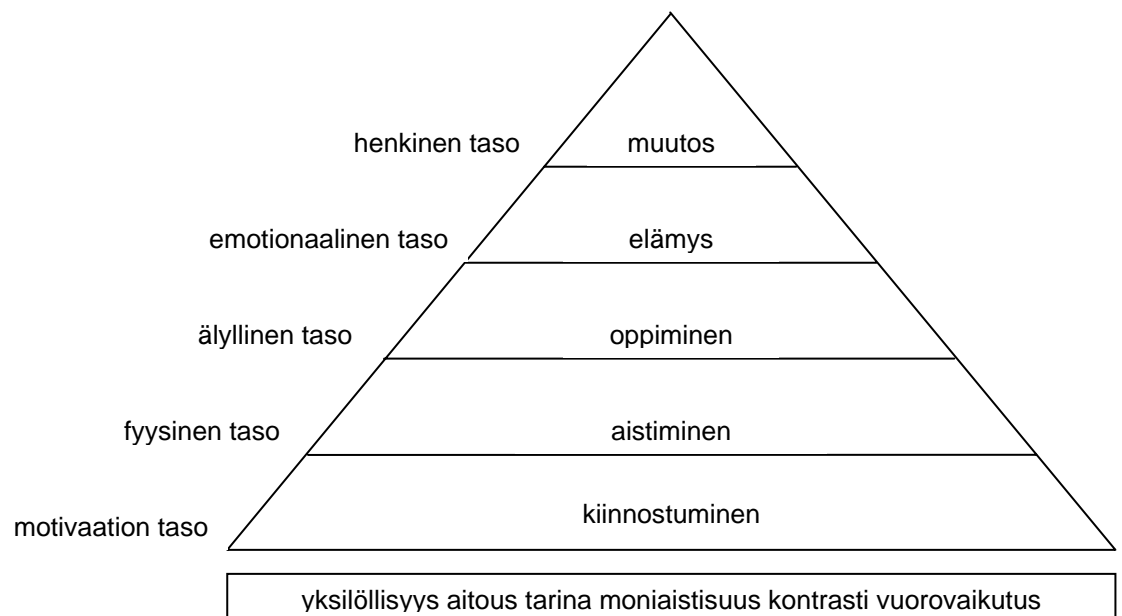 henkinen taso muutos
emotionaalinen taso elämys
älyllinen taso oppiminen
fyysinen taso aistiminen
motivaation taso kiinnostuminen
yksilöllisyys aitous tarina moniaistisuus kontrasti vuorovaikutus